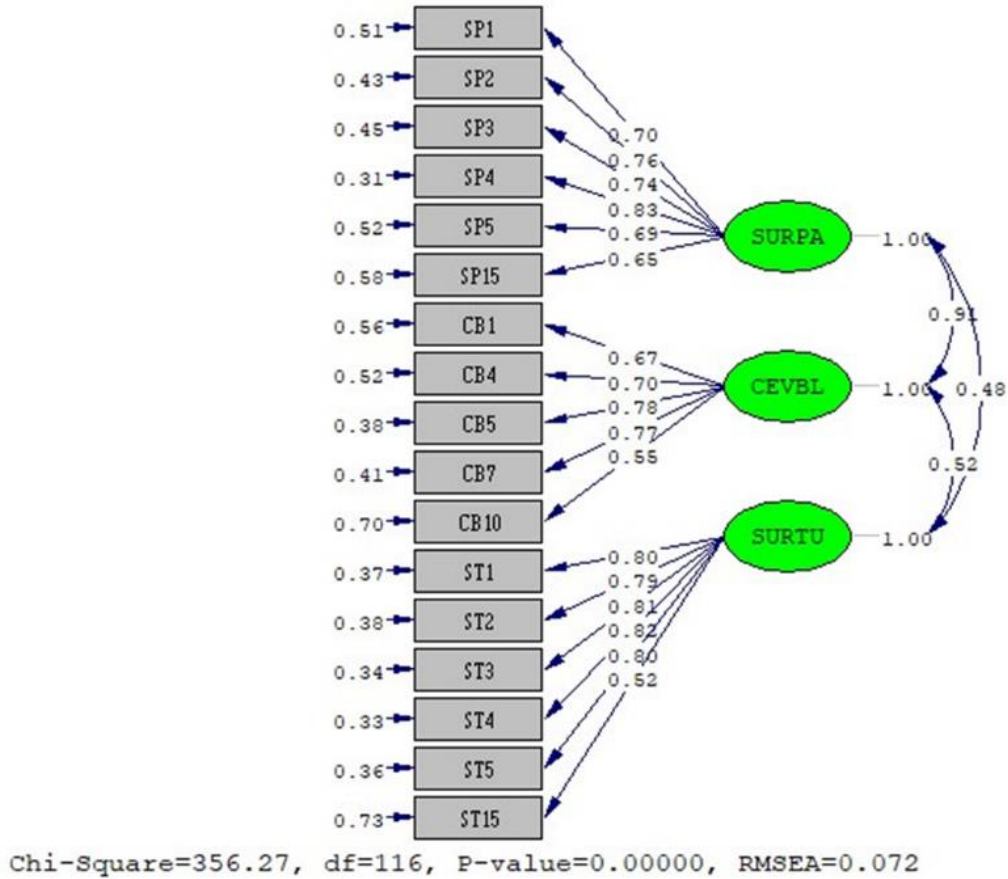 0.51 SP1
0.43 SP2
0.45 SP3
0.31 SP4
0.52 SP5
0.58 SP15
0.56 CB1
0.52 CB4
0.38 CB5
0.41 CB7
0.70 CB10
0.37 ST1
0.38 ST2
0.34 ST3
0.33 ST4
0.36 ST5
0.73 ST15
0.70
0.76
0.74
0.83
0.69
0.65
0.67
0.70
0.78
0.77
0.55
0.80
0.79
0.81
0.82
0.80
0.52
SURPA 1.00
CEVBL 1.00
SURTU 1.00
0.91
0.48
0.52
Chi-Square=356.27, df=116, P-value=0.00000, RMSEA=0.072